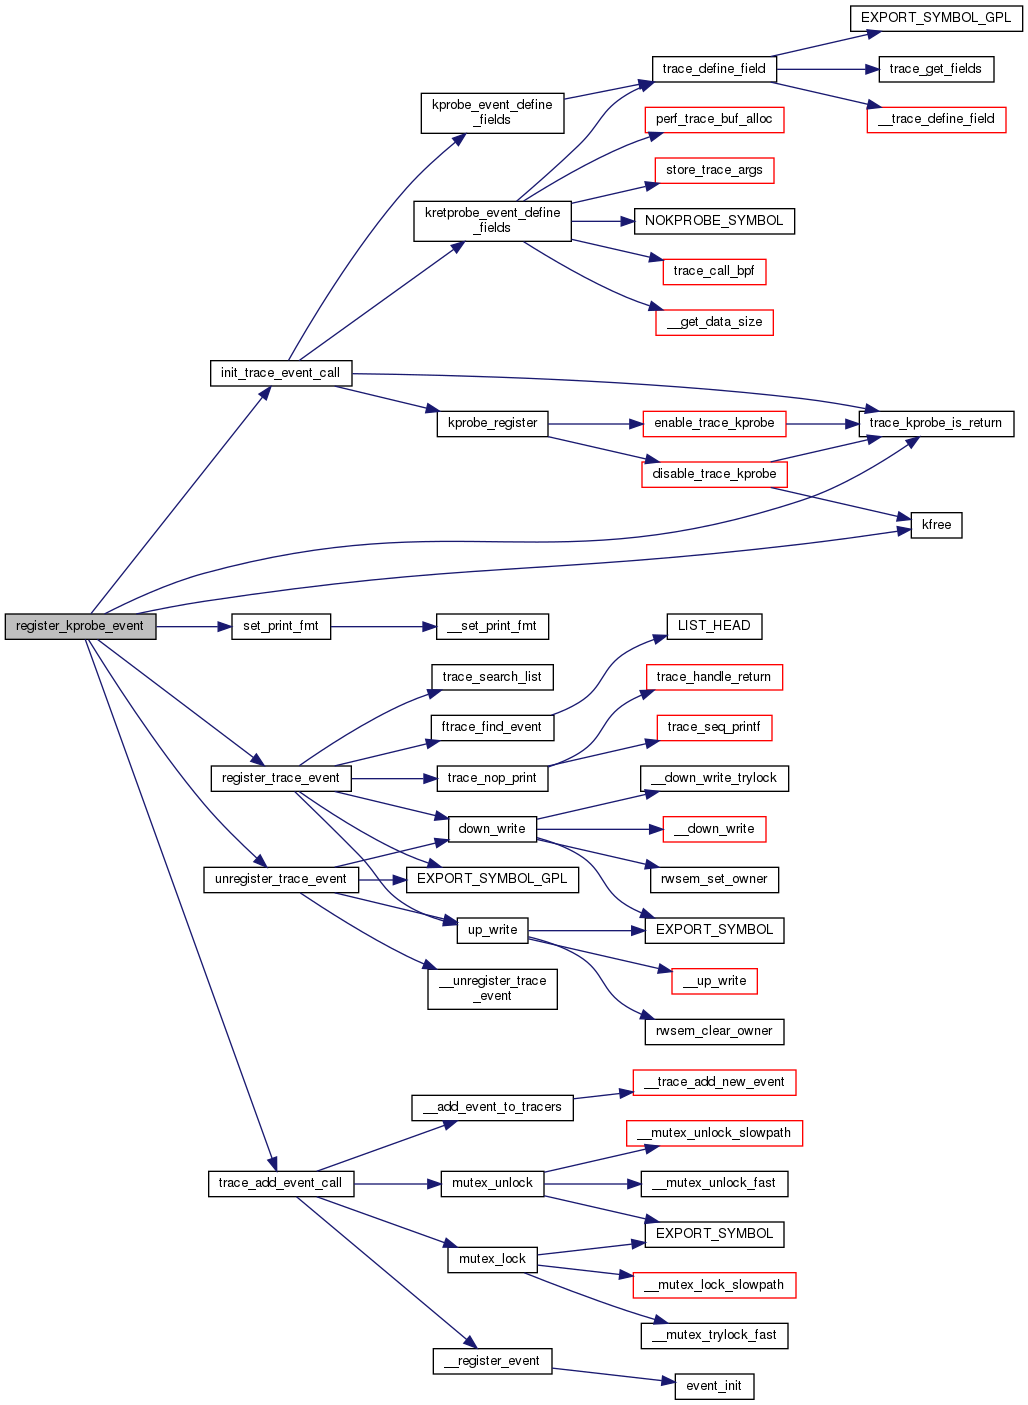 EXPORT_SYMBOL_GPL
trace_define_field
trace_get_fields
kprobe_event_define
_fields
perf_trace_buf_alloc
__trace_define_field
store_trace_args
kretprobe_event_define
_fields
NOKPROBE_SYMBOL
trace_call_bpf
__get_data_size
init_trace_event_call
kprobe_register
enable_trace_kprobe
trace_kprobe_is_return
disable_trace_kprobe
kfree
register_kprobe_event
set_print_fmt
__set_print_fmt
LIST_HEAD
trace_search_list
trace_handle_return
ftrace_find_event
trace_seq_printf
register_trace_event
trace_nop_print
__down_write_trylock
down_write
__down_write
unregister_trace_event
EXPORT_SYMBOL_GPL
rwsem_set_owner
up_write
EXPORT_SYMBOL
__unregister_trace
_event
__up_write
rwsem_clear_owner
__add_event_to_tracers
__trace_add_new_event
__mutex_unlock_slowpath
trace_add_event_call
mutex_unlock
__mutex_unlock_fast
EXPORT_SYMBOL
mutex_lock
__mutex_lock_slowpath
__mutex_trylock_fast
__register_event
event_init